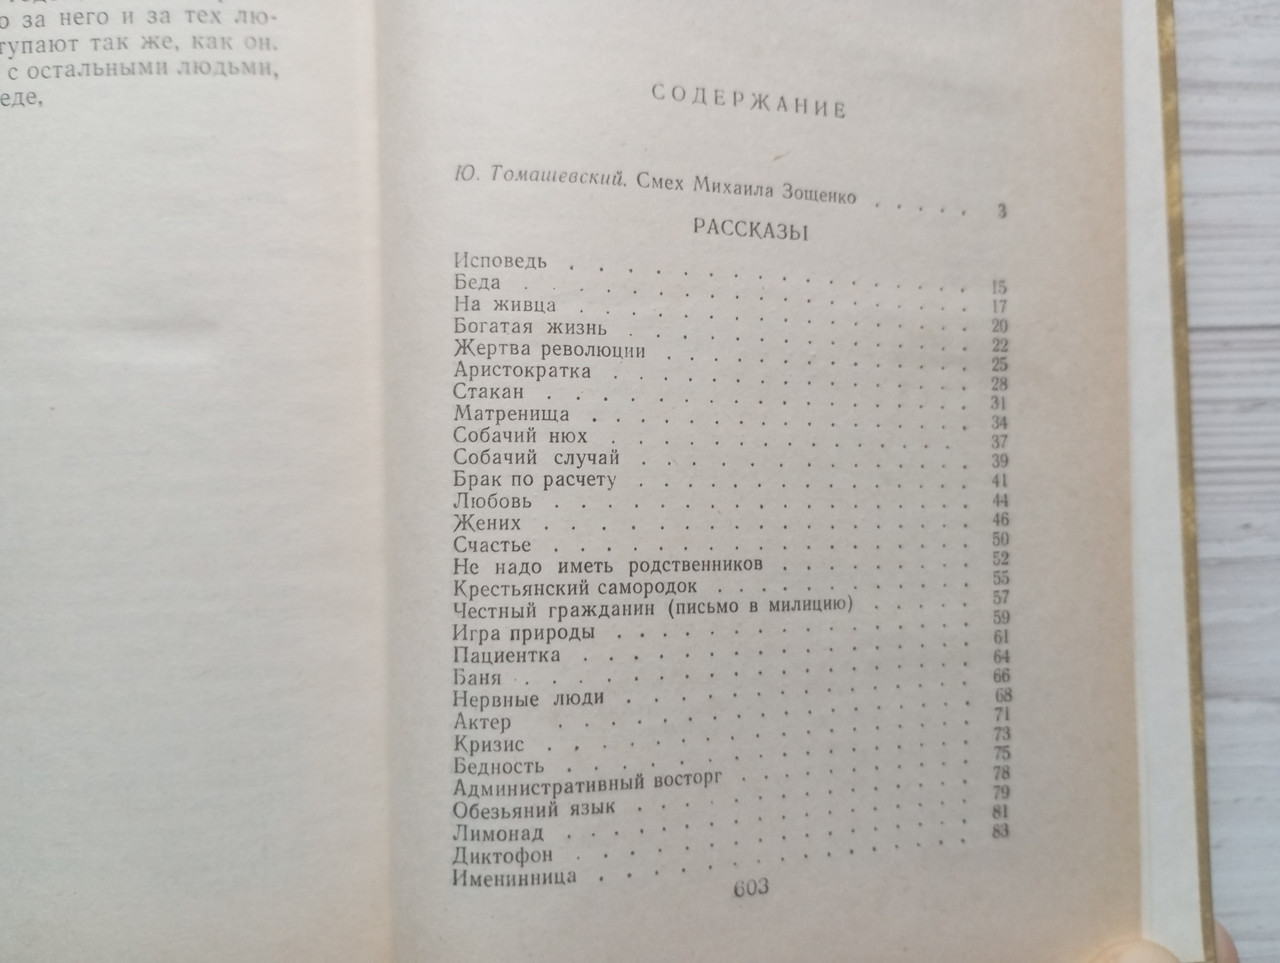 о за него и за тех лю-
тупают так же, как он.
с остальными людьми,
еде,
СОДЕРЖАНИЕ
Ю. Томашевский. Смех Михаила Зощенко . . . . . 3
РАССКАЗЫ
Исповедь . . . . . . . . . . . . . . 15
Беда . . . . . . . . . . . . . . . 17
На живца . . . . . . . . . . . . . . 20
Богатая жизнь . . . . . . . . . . . . 22
Жертва революции . . . . . . . . . . . 25
Аристократка . . . . . . . . . . . . . 28
Стакан . . . . . . . . . . . . . . . 31
Матренища . . . . . . . . . . . . . . 34
Собачий нюх . . . . . . . . . . . . . 37
Собачий случай . . . . . . . . . . . . 39
Брак по расчету . . . . . . . . . . . . 41
Любовь . . . . . . . . . . . . . . . 44
Жених . . . . . . . . . . . . . . . 46
Счастье . . . . . . . . . . . . . . . 50
Не надо иметь родственников . . . . . . . 52
Крестьянский самородок . . . . . . . . . 55
Честный гражданин (письмо в милицию) . . . . 57
Игра природы . . . . . . . . . . . . . 59
Пациентка . . . . . . . . . . . . . . 61
Баня . . . . . . . . . . . . . . . . 64
Нервные люди . . . . . . . . . . . . . 66
Актер . . . . . . . . . . . . . . . 68
Кризис . . . . . . . . . . . . . . . 71
Бедность . . . . . . . . . . . . . . 73
Административный восторг . . . . . . . . 75
Обезьяний язык . . . . . . . . . . . . 78
Лимонад . . . . . . . . . . . . . . . 79
Диктофон . . . . . . . . . . . . . . 81
Именинница . . . . . . . . . . . . . . 83
603